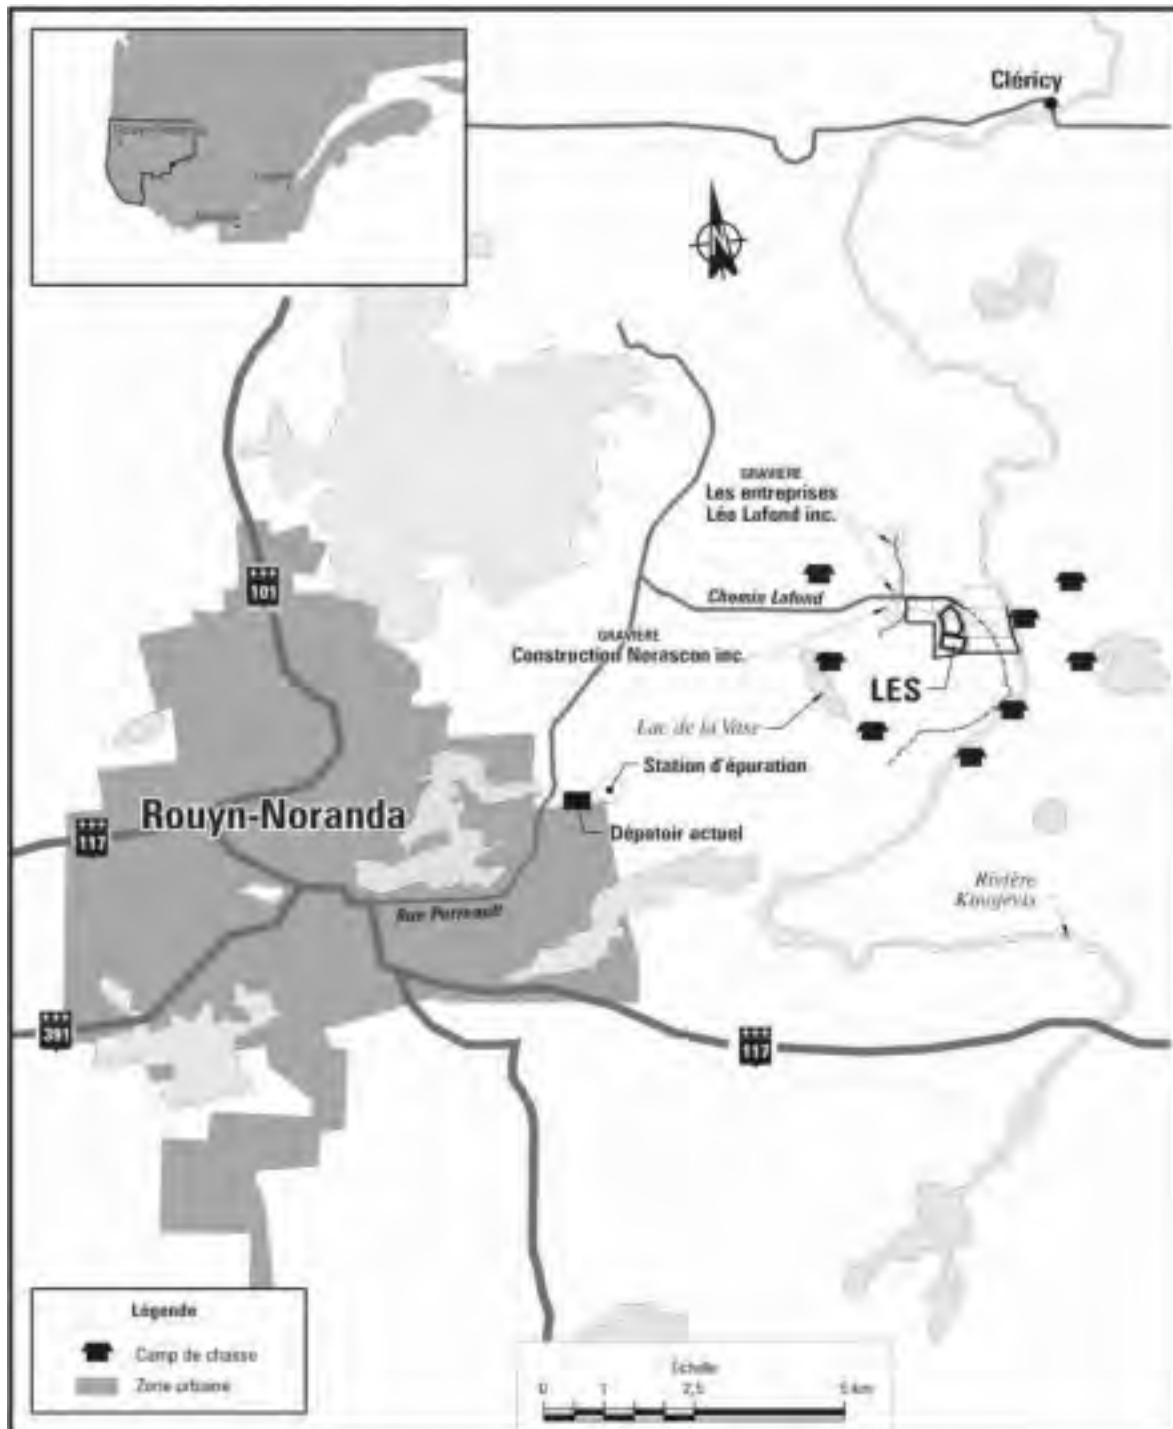 Cléricy
GRAVIÈRE
Les entreprises
Léo Lafond inc.
101
Chemin Lafond
GRAVIÈRE
Construction Norascon inc.
LES
Lac de la Vase
Station d'épuration
Rouyn-Noranda
117
Dépotoir actuel
Rivière
Kinojévis
Rue Perreault
391
117
Légende
Camp de chasse
Zone urbaine
Échelle
0 1 2,5 5 km
N